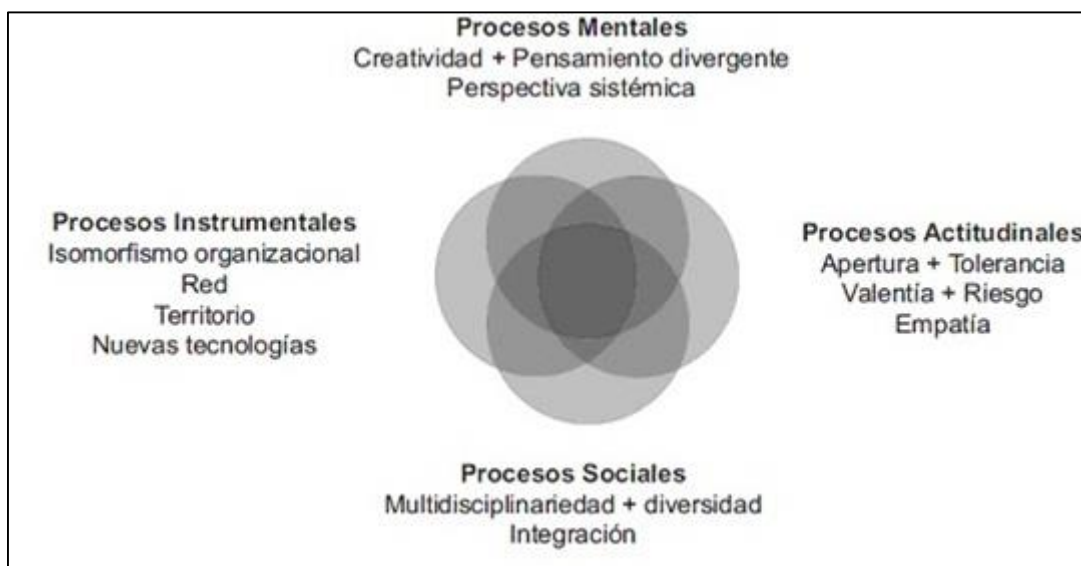 Procesos Mentales
Creatividad + Pensamiento divergente
Perspectiva sistémica
Procesos Instrumentales
Isomorfismo organizacional
Red
Territorio
Nuevas tecnologías
Procesos Actitudinales
Apertura + Tolerancia
Valentía + Riesgo
Empatía
Procesos Sociales
Multidisciplinariedad + diversidad
Integración